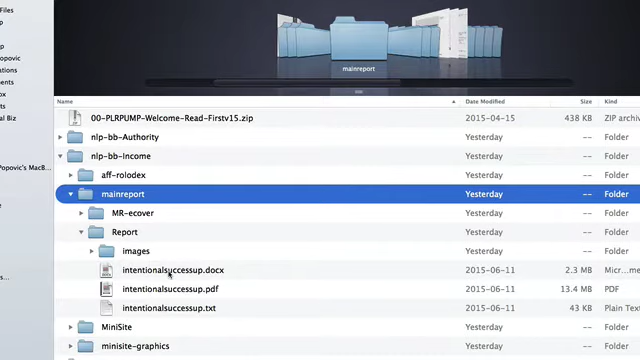 Files
p
opovic
ations
ments
ox
ts
al Biz
Popovic's MacB...
e
s...
mainreport
Name Date Modified Size Kind
00-PLRPUMP-Welcome-Read-Firstv15.zip 2015-04-15 438 KB ZIP archiv
nlp-bb-Authority Yesterday -- Folder
nlp-bb-Income Yesterday -- Folder
aff-rolodex Yesterday -- Folder
mainreport Yesterday -- Folder
MR-ecover Yesterday -- Folder
Report Yesterday -- Folder
images Yesterday -- Folder
intentionalsuccessup.docx 2015-06-11 2.3 MB Micr...me
intentionalsuccessup.pdf 2015-06-11 13.4 MB PDF
intentionalsuccessup.txt 2015-06-11 43 KB Plain Text
MiniSite Yesterday -- Folder
minisite-graphics Yesterday -- Folder